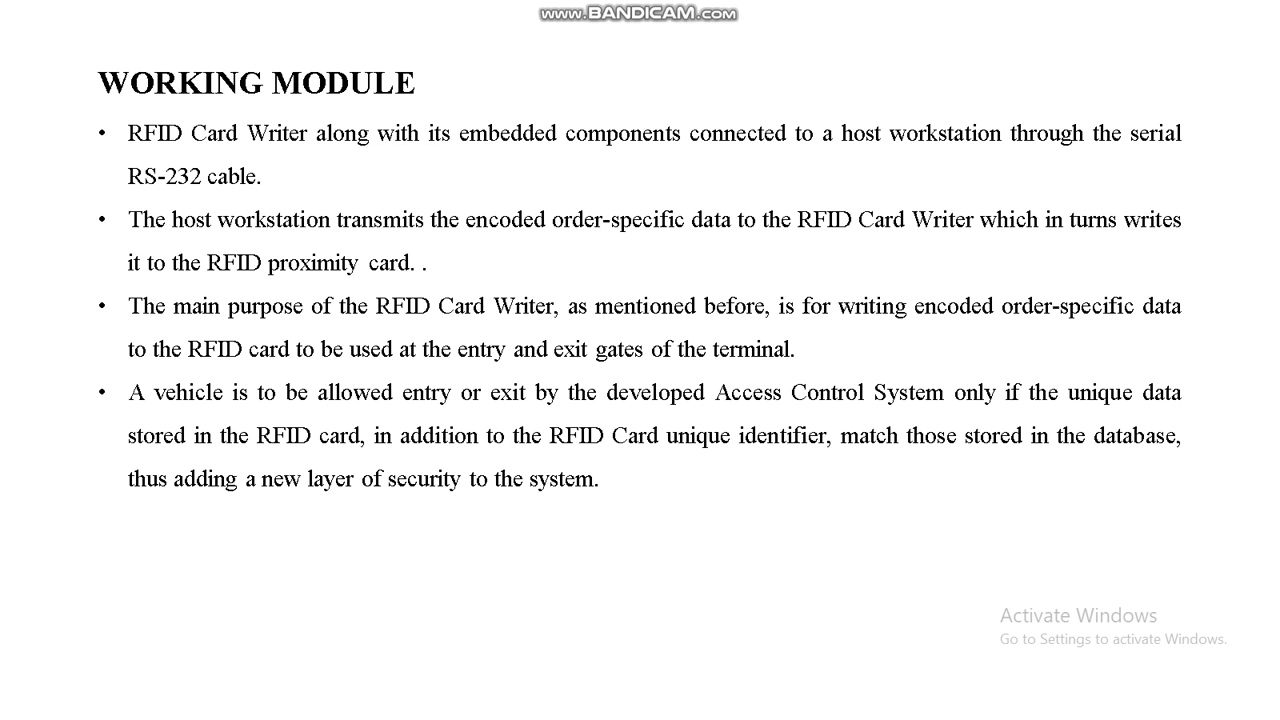 www.BANDICAM.com
WORKING MODULE
• RFID Card Writer along with its embedded components connected to a host workstation through the serial
RS-232 cable.
• The host workstation transmits the encoded order-specific data to the RFID Card Writer which in turns writes
it to the RFID proximity card. .
• The main purpose of the RFID Card Writer, as mentioned before, is for writing encoded order-specific data
to the RFID card to be used at the entry and exit gates of the terminal.
• A vehicle is to be allowed entry or exit by the developed Access Control System only if the unique data
stored in the RFID card, in addition to the RFID Card unique identifier, match those stored in the database,
thus adding a new layer of security to the system.
Activate Windows
Go to Settings to activate Windows.